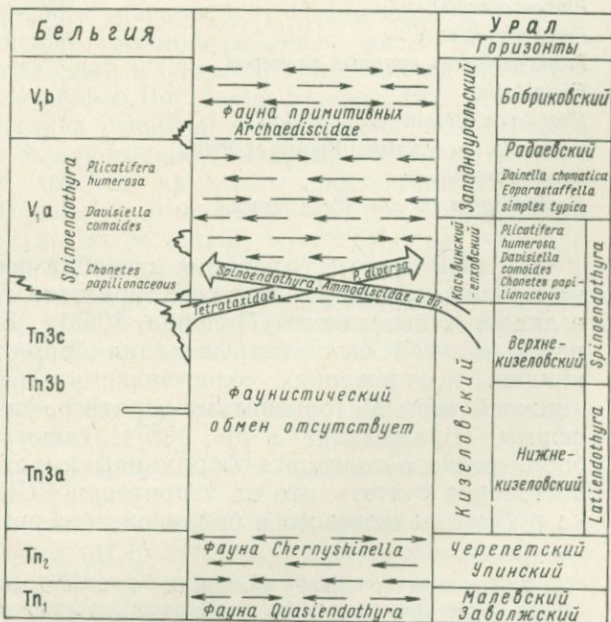 Бельгия
Урал
Горизонты
V₁b
фауна примитивных
Archaediscidae
Западноуральский
Бобриковский
Радаевский
Dainella chomatica
Eoparastaffella
simplex typica
V₁a
Spinoendothyra
Plicatifera
humerosa
Davisiella
comoides
Chonetes
papilionaceous
P. diversa
Spinoendothyra, Ammodiscidae и др.
Tetrataxidae,
Косьвинский
Plicatifera
humerosa
Davisiella
comoides
Chonetes papi-
lionaceous
Spinoendothyra
Tn3c
Tn3b
Tn3a
Фаунистический
обмен отсутствует
Кизеловский
Верхне-
кизеловский
Нижне-
кизеловский
Latiendothyra
Tn₂
Фауна Chernyshinella
Черепетский
Упинский
Tn₁
Фауна Quasiendothyra
Малевский
Заволжский